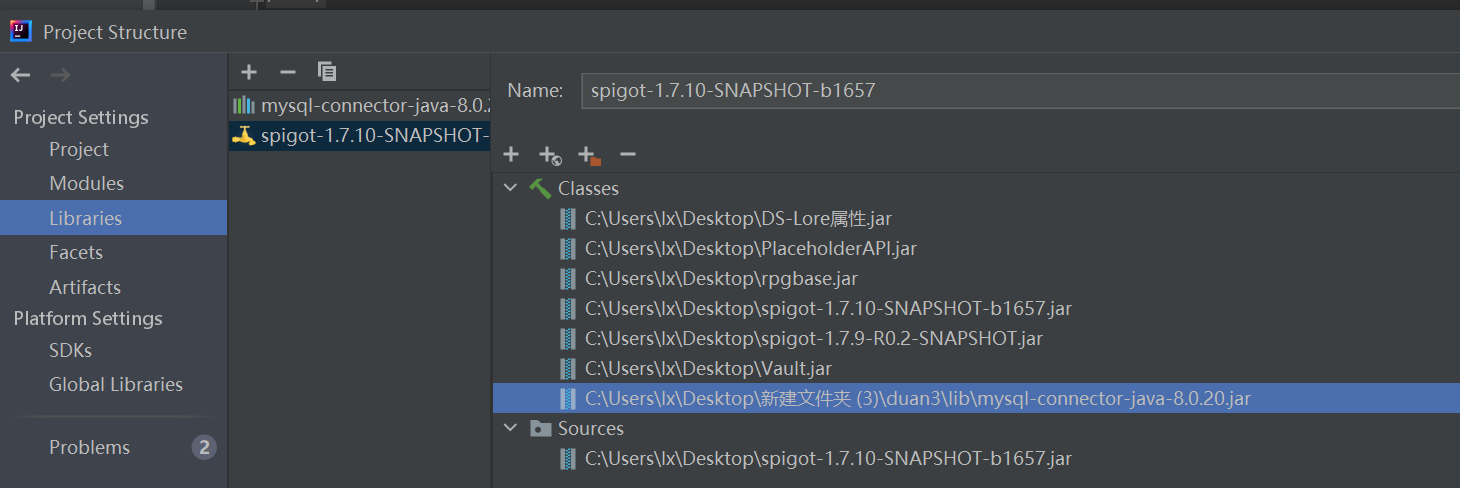 Project Structure
Project Settings
Project
Modules
Libraries
Facets
Artifacts
Platform Settings
SDKs
Global Libraries
Problems 2
mysql-connector-java-8.0.2
spigot-1.7.10-SNAPSHOT-
Name: spigot-1.7.10-SNAPSHOT-b1657
Classes
C:\Users\lx\Desktop\DS-Lore属性.jar
C:\Users\lx\Desktop\PlaceholderAPI.jar
C:\Users\lx\Desktop\rpgbase.jar
C:\Users\lx\Desktop\spigot-1.7.10-SNAPSHOT-b1657.jar
C:\Users\lx\Desktop\spigot-1.7.9-R0.2-SNAPSHOT.jar
C:\Users\lx\Desktop\Vault.jar
C:\Users\lx\Desktop\新建文件夹 (3)\duan3\lib\mysql-connector-java-8.0.20.jar
Sources
C:\Users\lx\Desktop\spigot-1.7.10-SNAPSHOT-b1657.jar